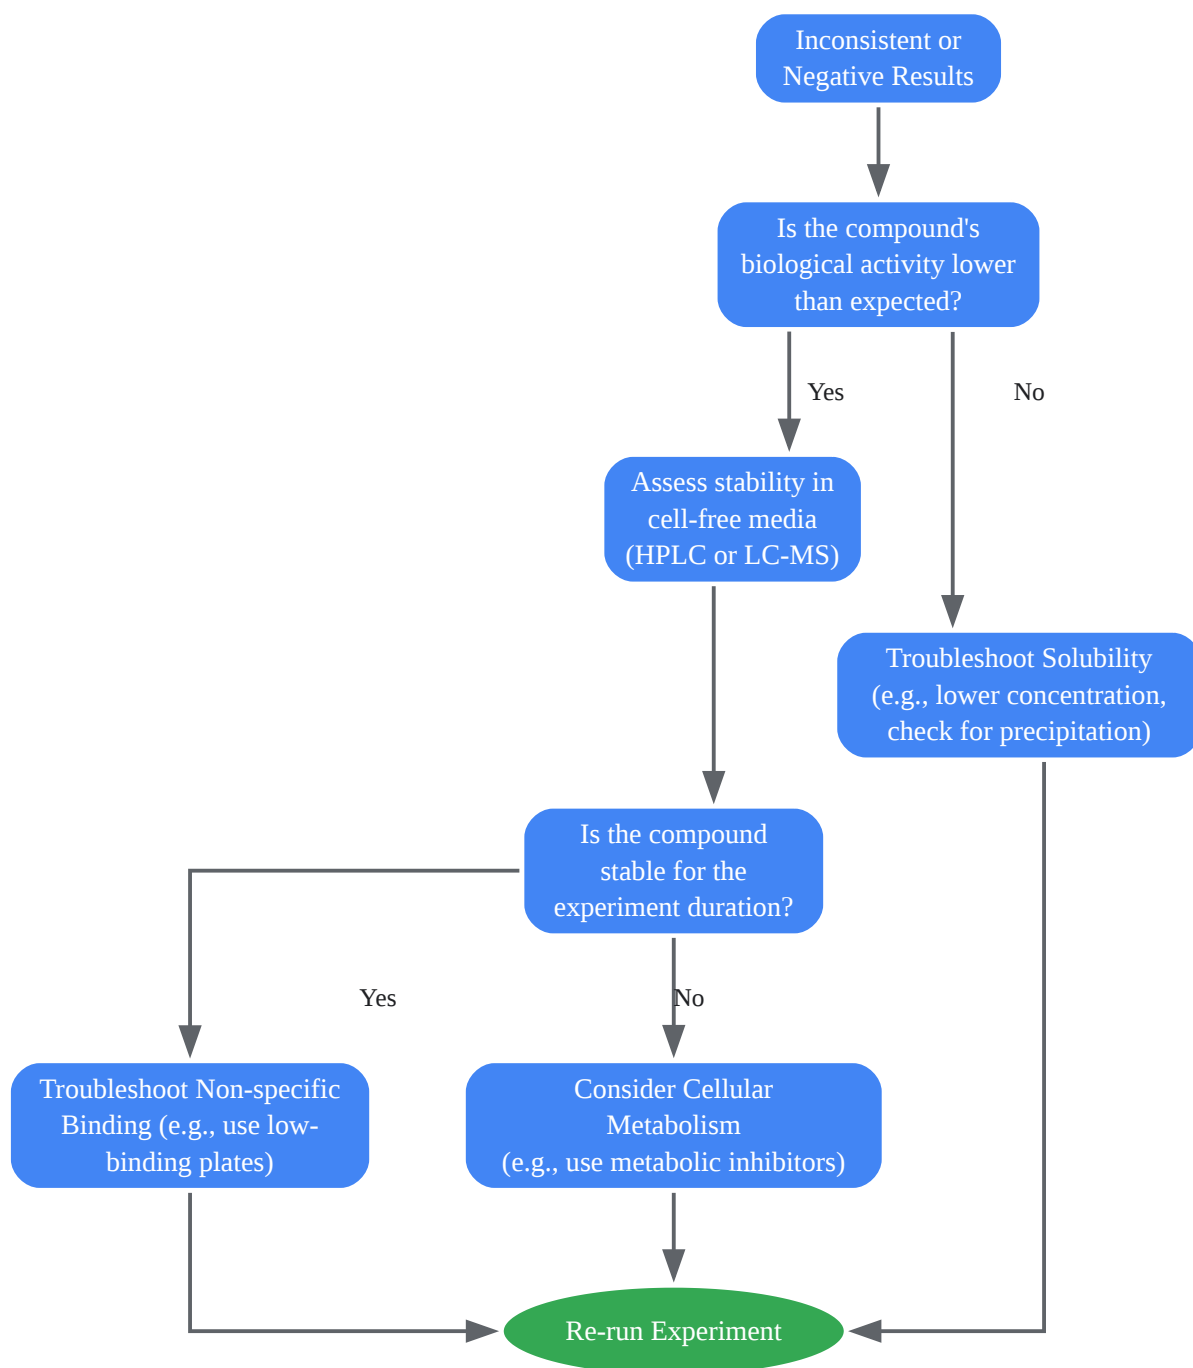 Inconsistent or
Negative Results
Is the compound's
biological activity lower
than expected?
Yes
No
Assess stability in
cell-free media
(HPLC or LC-MS)
Troubleshoot Solubility
(e.g., lower concentration,
check for precipitation)
Is the compound
stable for the
experiment duration?
Yes
No
Troubleshoot Non-specific
Binding (e.g., use low-
binding plates)
Consider Cellular
Metabolism
(e.g., use metabolic inhibitors)
Re-run Experiment